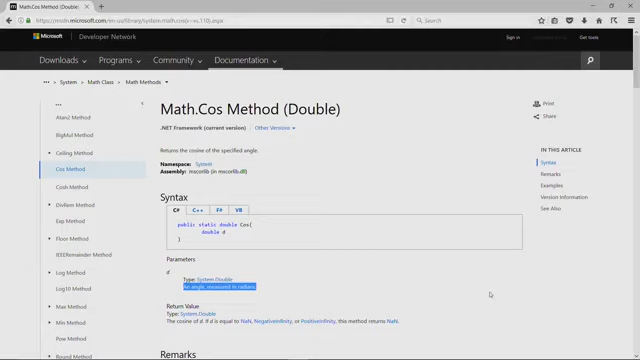 Math.Cos Method (Double)
https://msdn.microsoft.com/en-us/library/system.math.cos(v=vs.110).aspx
Search
Microsoft
Developer Network
Sign in
Get tools
Downloads
Programs
Community
Documentation
••• System Math Class Math Methods
•••
Atan2 Method
BigMul Method
Ceiling Method
Cos Method
Cosh Method
DivRem Method
Exp Method
Floor Method
IEEERemainder Method
Log Method
Log10 Method
Max Method
Min Method
Pow Method
Round Method
Math.Cos Method (Double)
.NET Framework (current version)
Other Versions
Returns the cosine of the specified angle.
Namespace: System
Assembly: mscorlib (in mscorlib.dll)
Syntax
C# C++ F# VB
public static double Cos(
double d
)
Parameters
d
Type: System.Double
An angle, measured in radians.
Return Value
Type: System.Double
The cosine of d. If d is equal to NaN, NegativeInfinity, or PositiveInfinity, this method returns NaN.
Remarks
Print
Share
IN THIS ARTICLE
Syntax
Remarks
Examples
Version Information
See Also